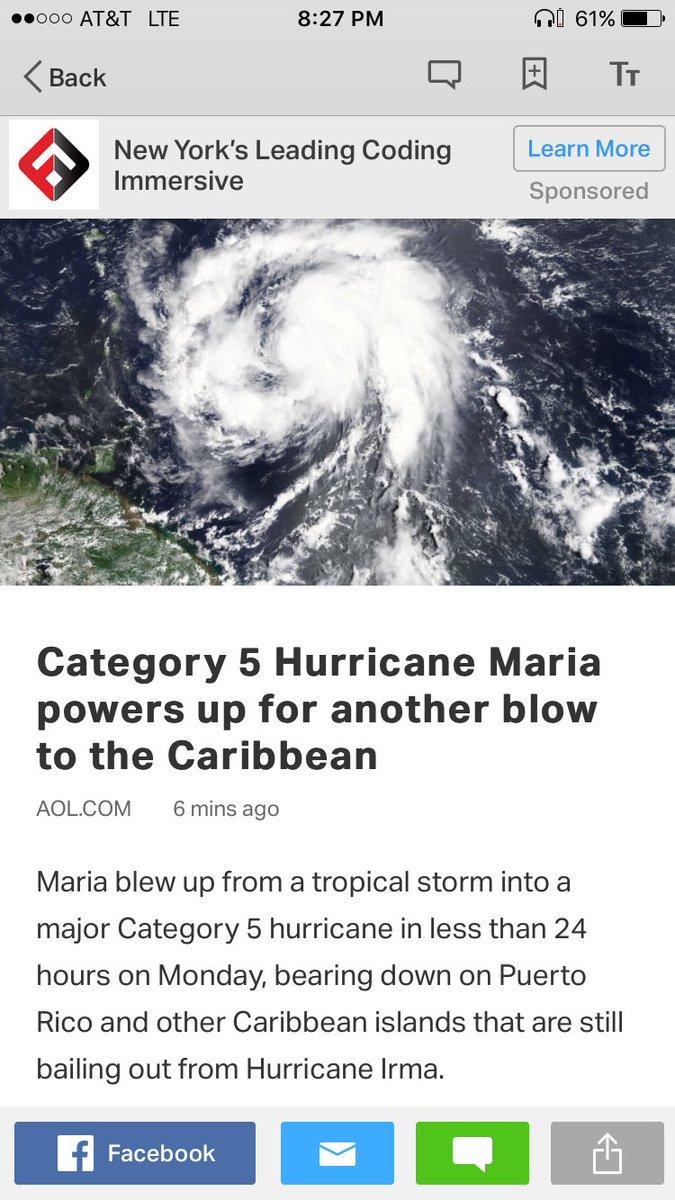 AT&T LTE 8:27 PM 61%
Back TT
New York's Leading Coding
Immersive
Learn More
Sponsored
Category 5 Hurricane Maria
powers up for another blow
to the Caribbean
AOL.COM 6 mins ago
Maria blew up from a tropical storm into a
major Category 5 hurricane in less than 24
hours on Monday, bearing down on Puerto
Rico and other Caribbean islands that are still
bailing out from Hurricane Irma.
Facebook